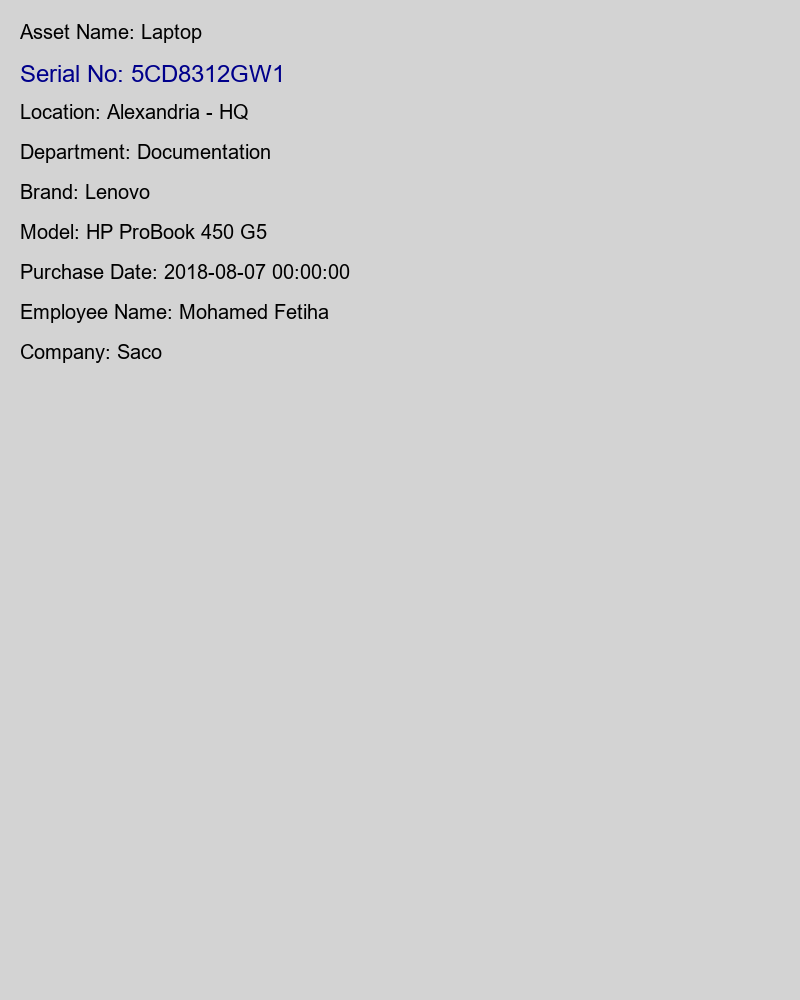 Asset Name: Laptop
Serial No: 5CD8312GW1
Location: Alexandria - HQ
Department: Documentation
Brand: Lenovo
Model: HP ProBook 450 G5
Purchase Date: 2018-08-07 00:00:00
Employee Name: Mohamed Fetiha
Company: Saco